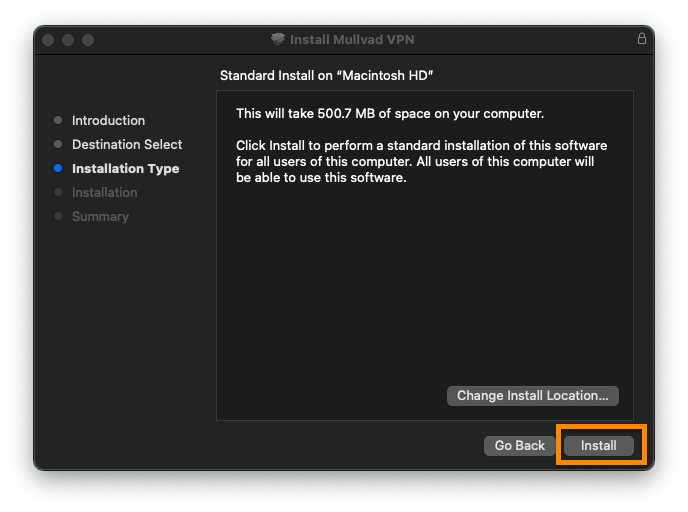 Install Mullvad VPN
Standard Install on “Macintosh HD”
Introduction
Destination Select
Installation Type
Installation
Summary
This will take 500.7 MB of space on your computer.
Click Install to perform a standard installation of this software
for all users of this computer. All users of this computer will
be able to use this software.
Change Install Location...
Go Back
Install